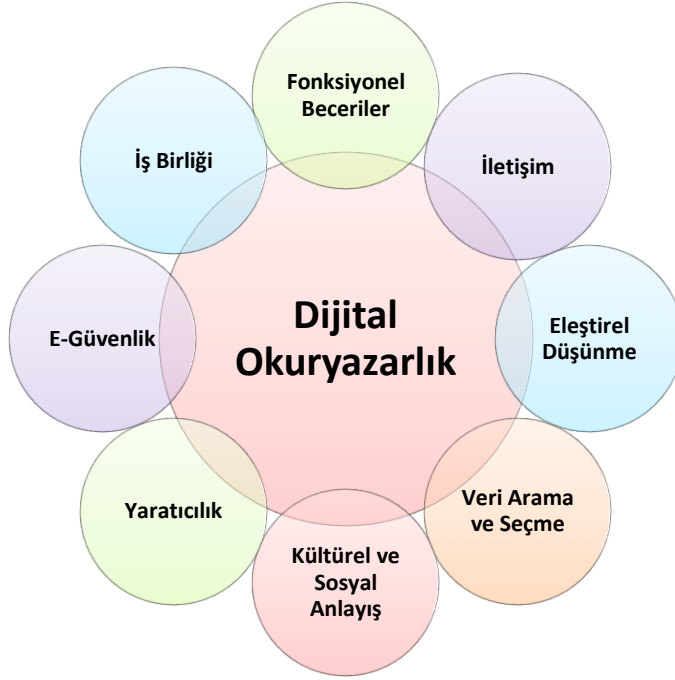 Fonksiyonel
Beceriler
İletişim
Eleştirel
Düşünme
Veri Arama
ve Seçme
Kültürel ve
Sosyal
Anlayış
Yaratıcılık
E-Güvenlik
İş Birliği
Dijital
Okuryazarlık